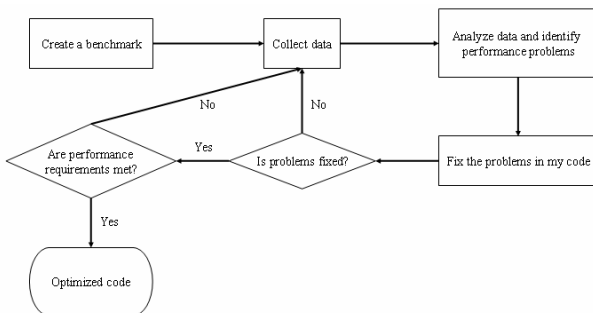 Create a benchmark
Collect data
Analyze data and identify
performance problems
No
No
Are performance
requirements met?
Yes
Is problems fixed?
Fix the problems in my code
Yes
Optimized code